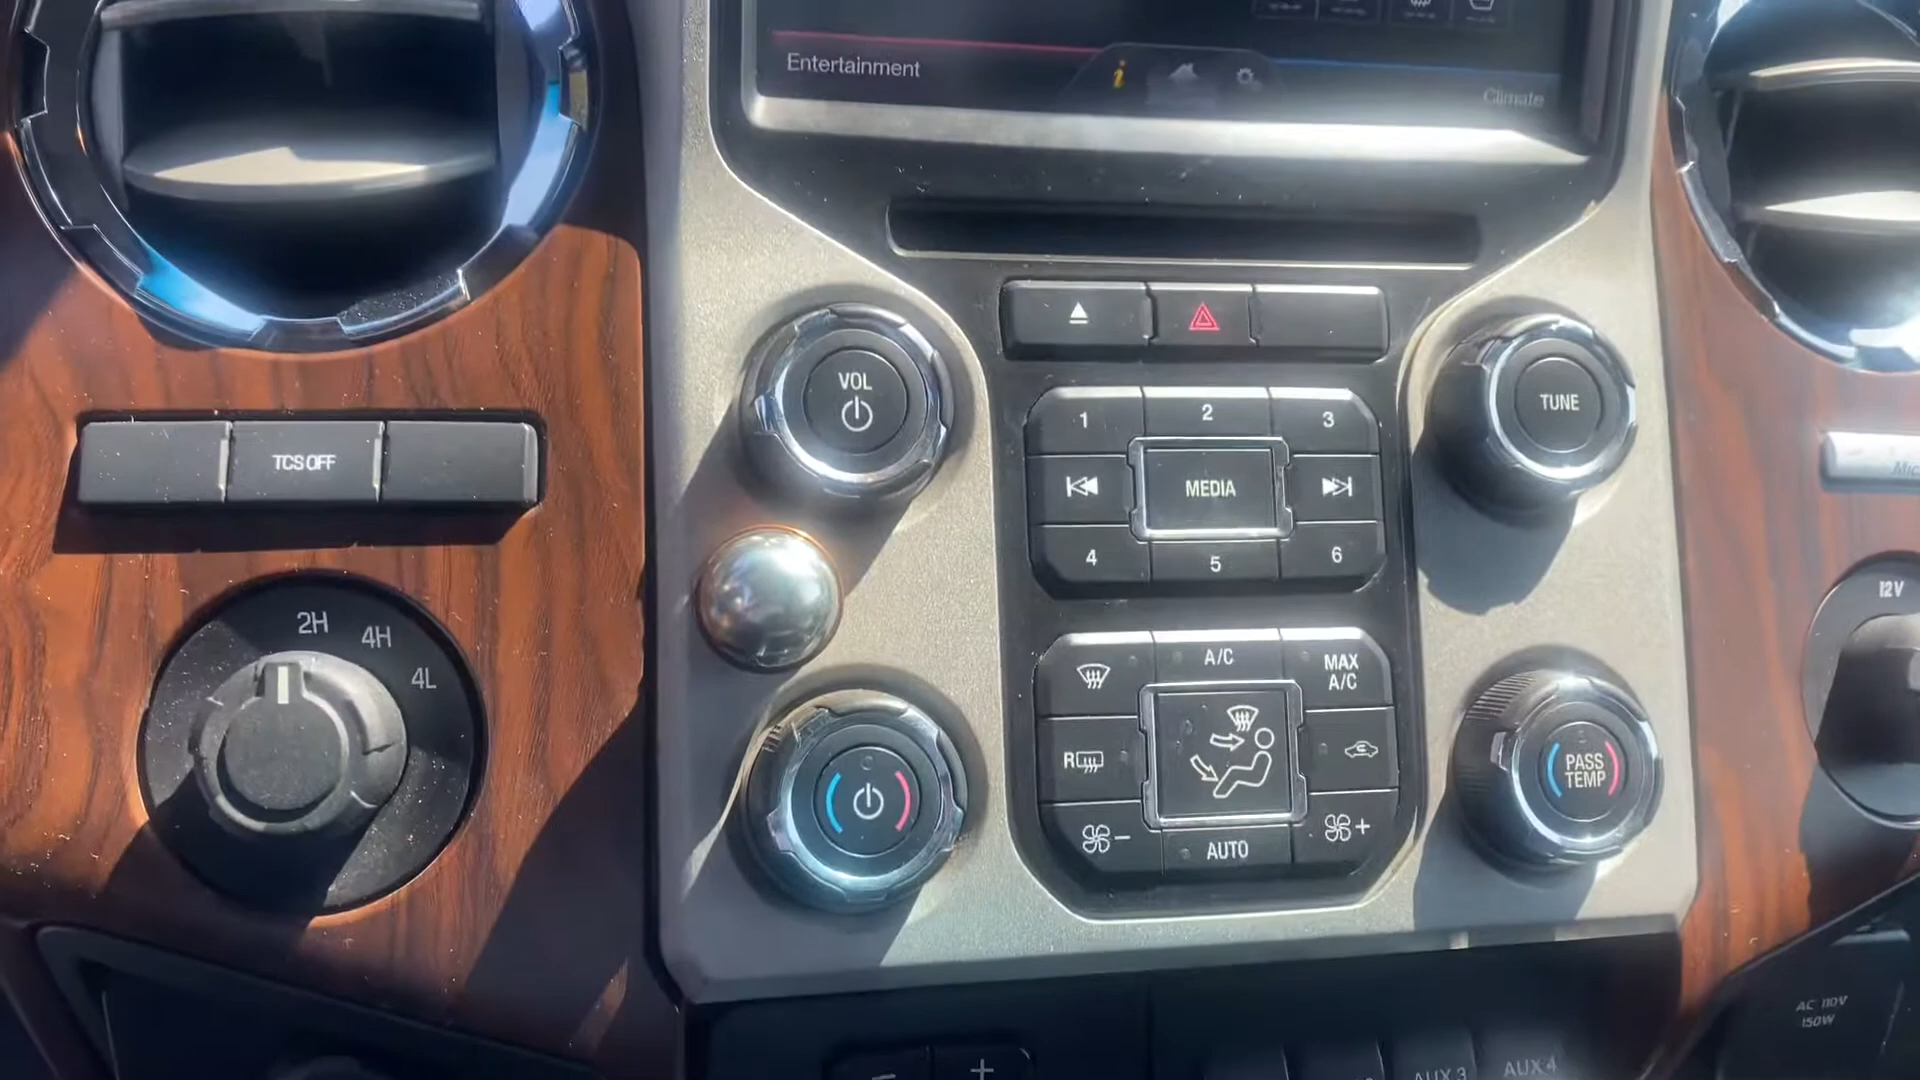 Entertainment
i
Climate
VOL
TUNE
1
2
3
TCS OFF
MEDIA
4
5
6
12V
2H
4H
4L
A/C
MAX
A/C
R
PASS
TEMP
-
+
AUTO
AC 110V
150W
-
+
AUX 3
AUX 4